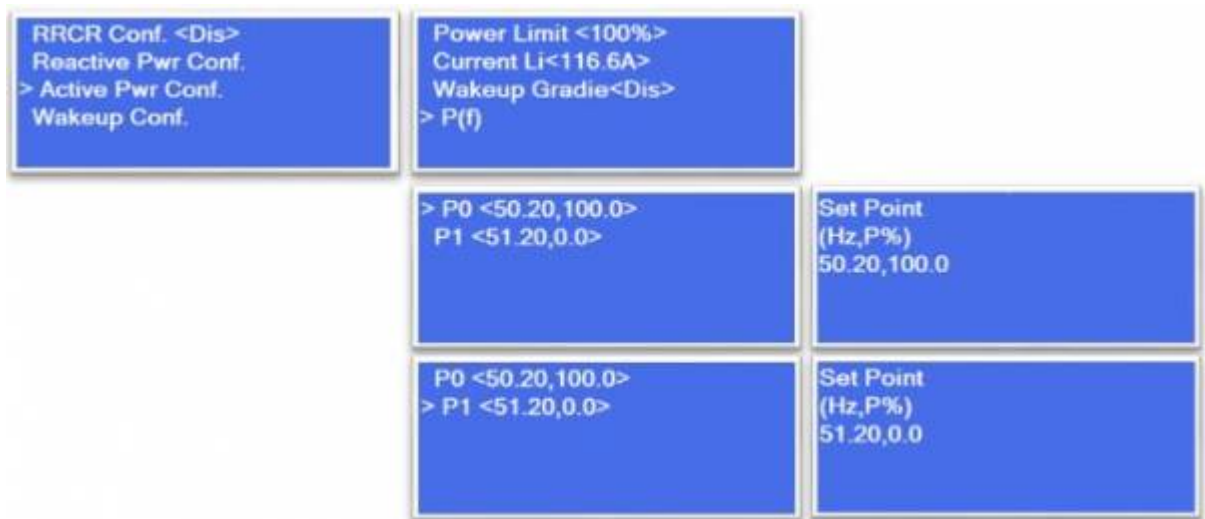 RRCR Conf. <Dis>
Reactive Pwr Conf.
> Active Pwr Conf.
Wakeup Conf.
Power Limit <100%>
Current Li<116.6A>
Wakeup Gradie<Dis>
> P(f)
> P0 <50.20,100.0>
P1 <51.20,0.0>
Set Point
(Hz,P%)
50.20,100.0
P0 <50.20,100.0>
> P1 <51.20,0.0>
Set Point
(Hz,P%)
51.20,0.0